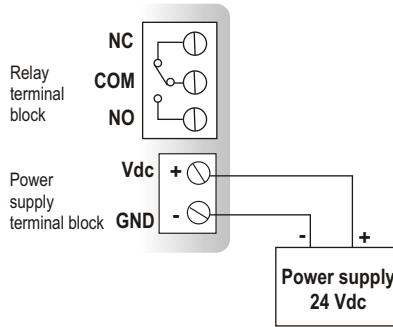 NC
Relay
terminal
block
COM
NO
Vdc
+
Power
supply
terminal block
GND
-
- +
Power supply
24 Vdc